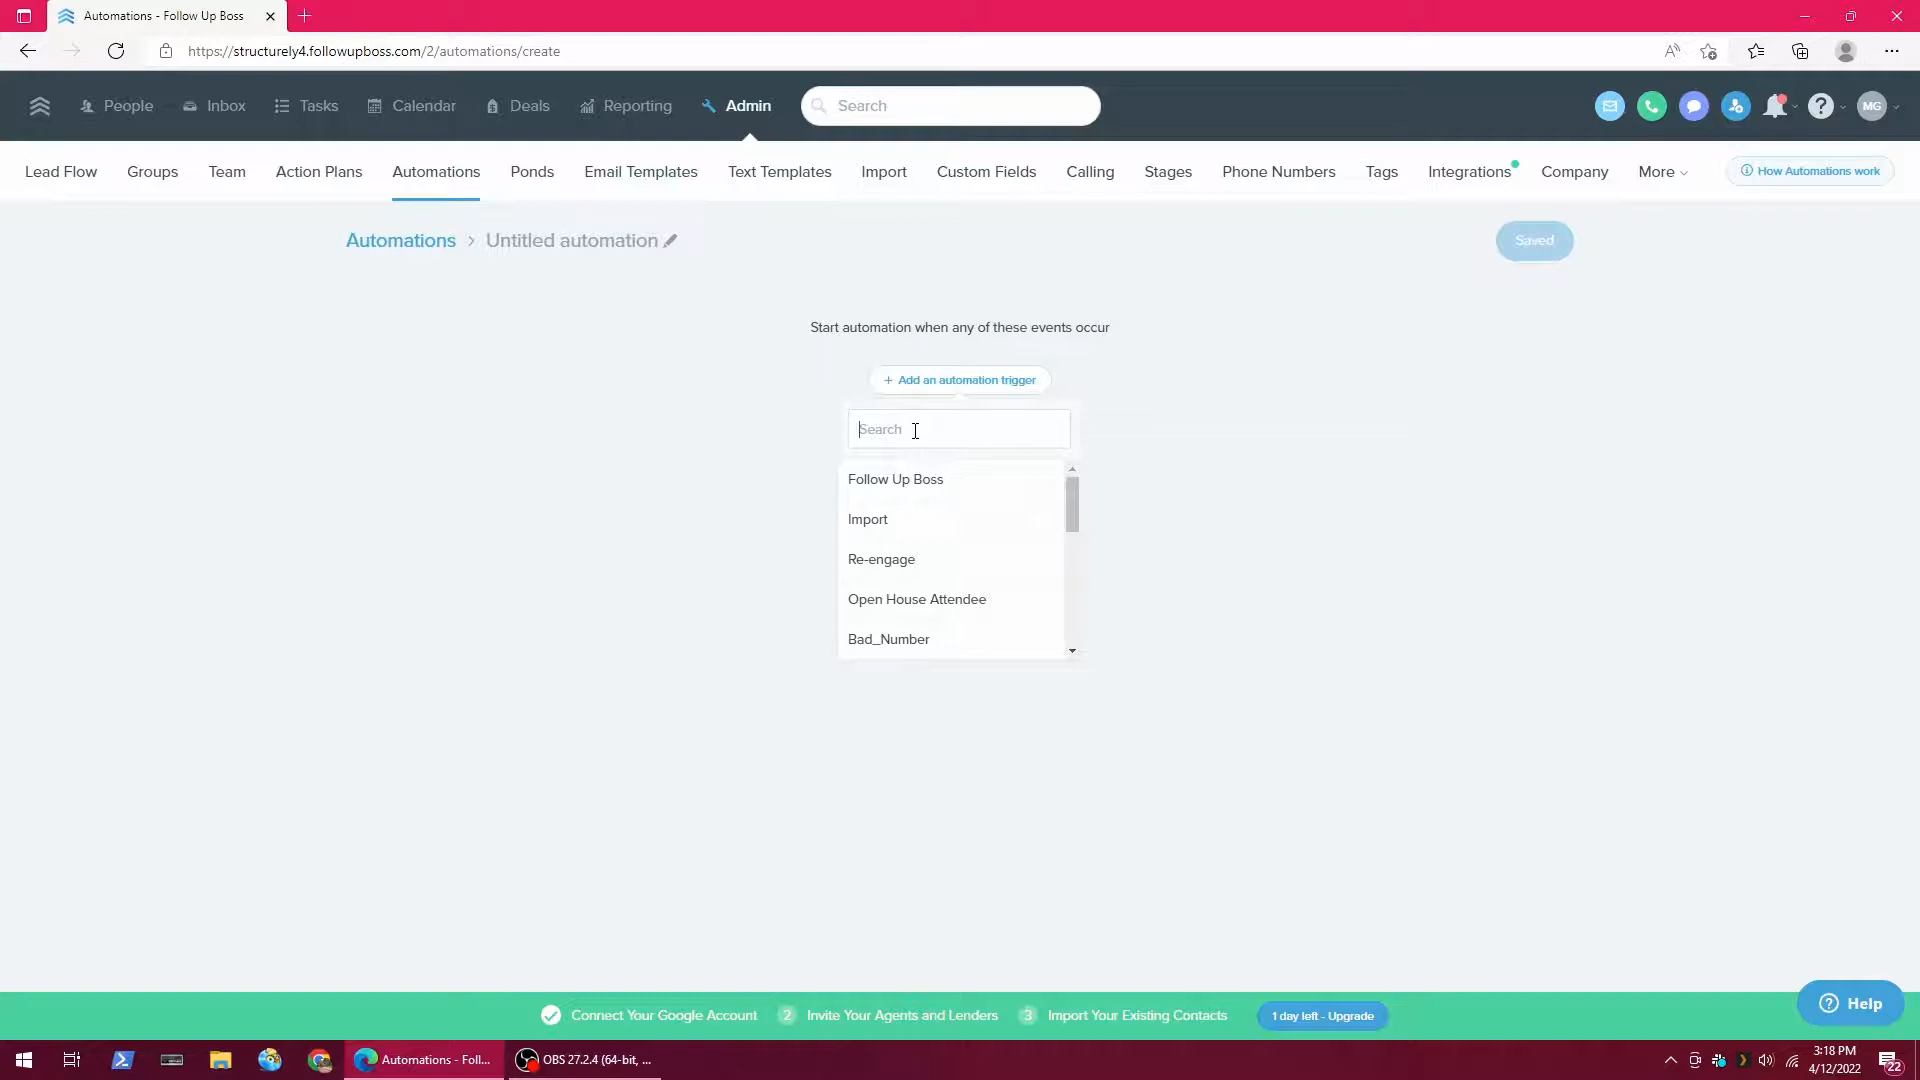 Automations - Follow Up Boss
https://structurely4.followupboss.com/2/automations/create
People Inbox Tasks Calendar Deals Reporting Admin Search MG
Lead Flow Groups Team Action Plans Automations Ponds Email Templates Text Templates Import Custom Fields Calling Stages Phone Numbers Tags Integrations Company More How Automations work
Automations > Untitled automation Saved
Start automation when any of these events occur
+ Add an automation trigger
Search
Follow Up Boss
Import
Re-engage
Open House Attendee
Bad_Number
Connect Your Google Account 2 Invite Your Agents and Lenders 3 Import Your Existing Contacts 1 day left - Upgrade
Help
Automations - Foll... OBS 27.2.4 (64-bit, ...
3:18 PM
4/12/2022
22